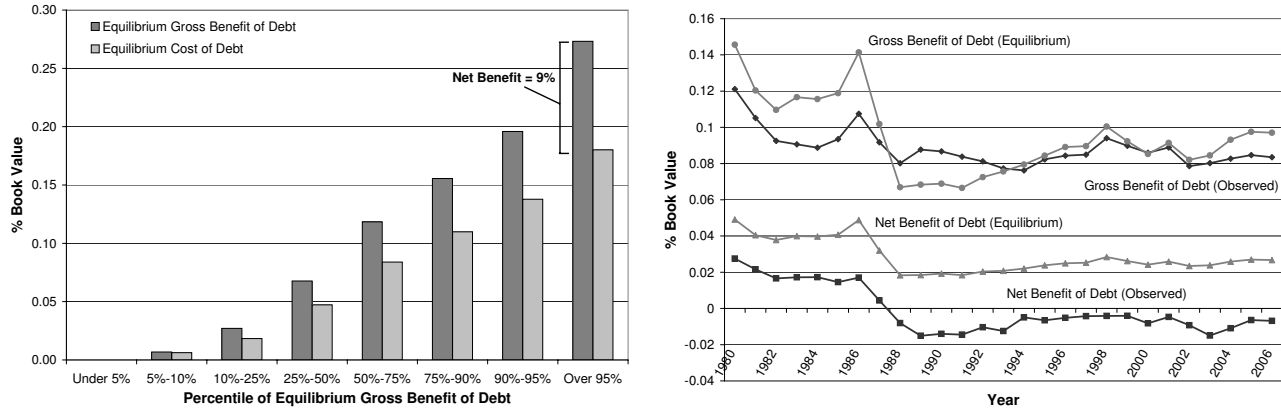 0.30
0.25
0.20
0.15
0.10
0.05
0.00
% Book Value
Equilibrium Gross Benefit of Debt
Equilibrium Cost of Debt
Net Benefit = 9%
Under 5% 5%-10% 10%-25% 25%-50% 50%-75% 75%-90% 90%-95% Over 95%
Percentile of Equilibrium Gross Benefit of Debt
0.16
0.14
0.12
0.1
0.08
0.06
0.04
0.02
0
-0.02
-0.04
% Book Value
Gross Benefit of Debt (Equilibrium)
Gross Benefit of Debt (Observed)
Net Benefit of Debt (Equilibrium)
Net Benefit of Debt (Observed)
1980 1982 1984 1986 1988 1990 1992 1994 1996 1998 2000 2002 2004 2006
Year